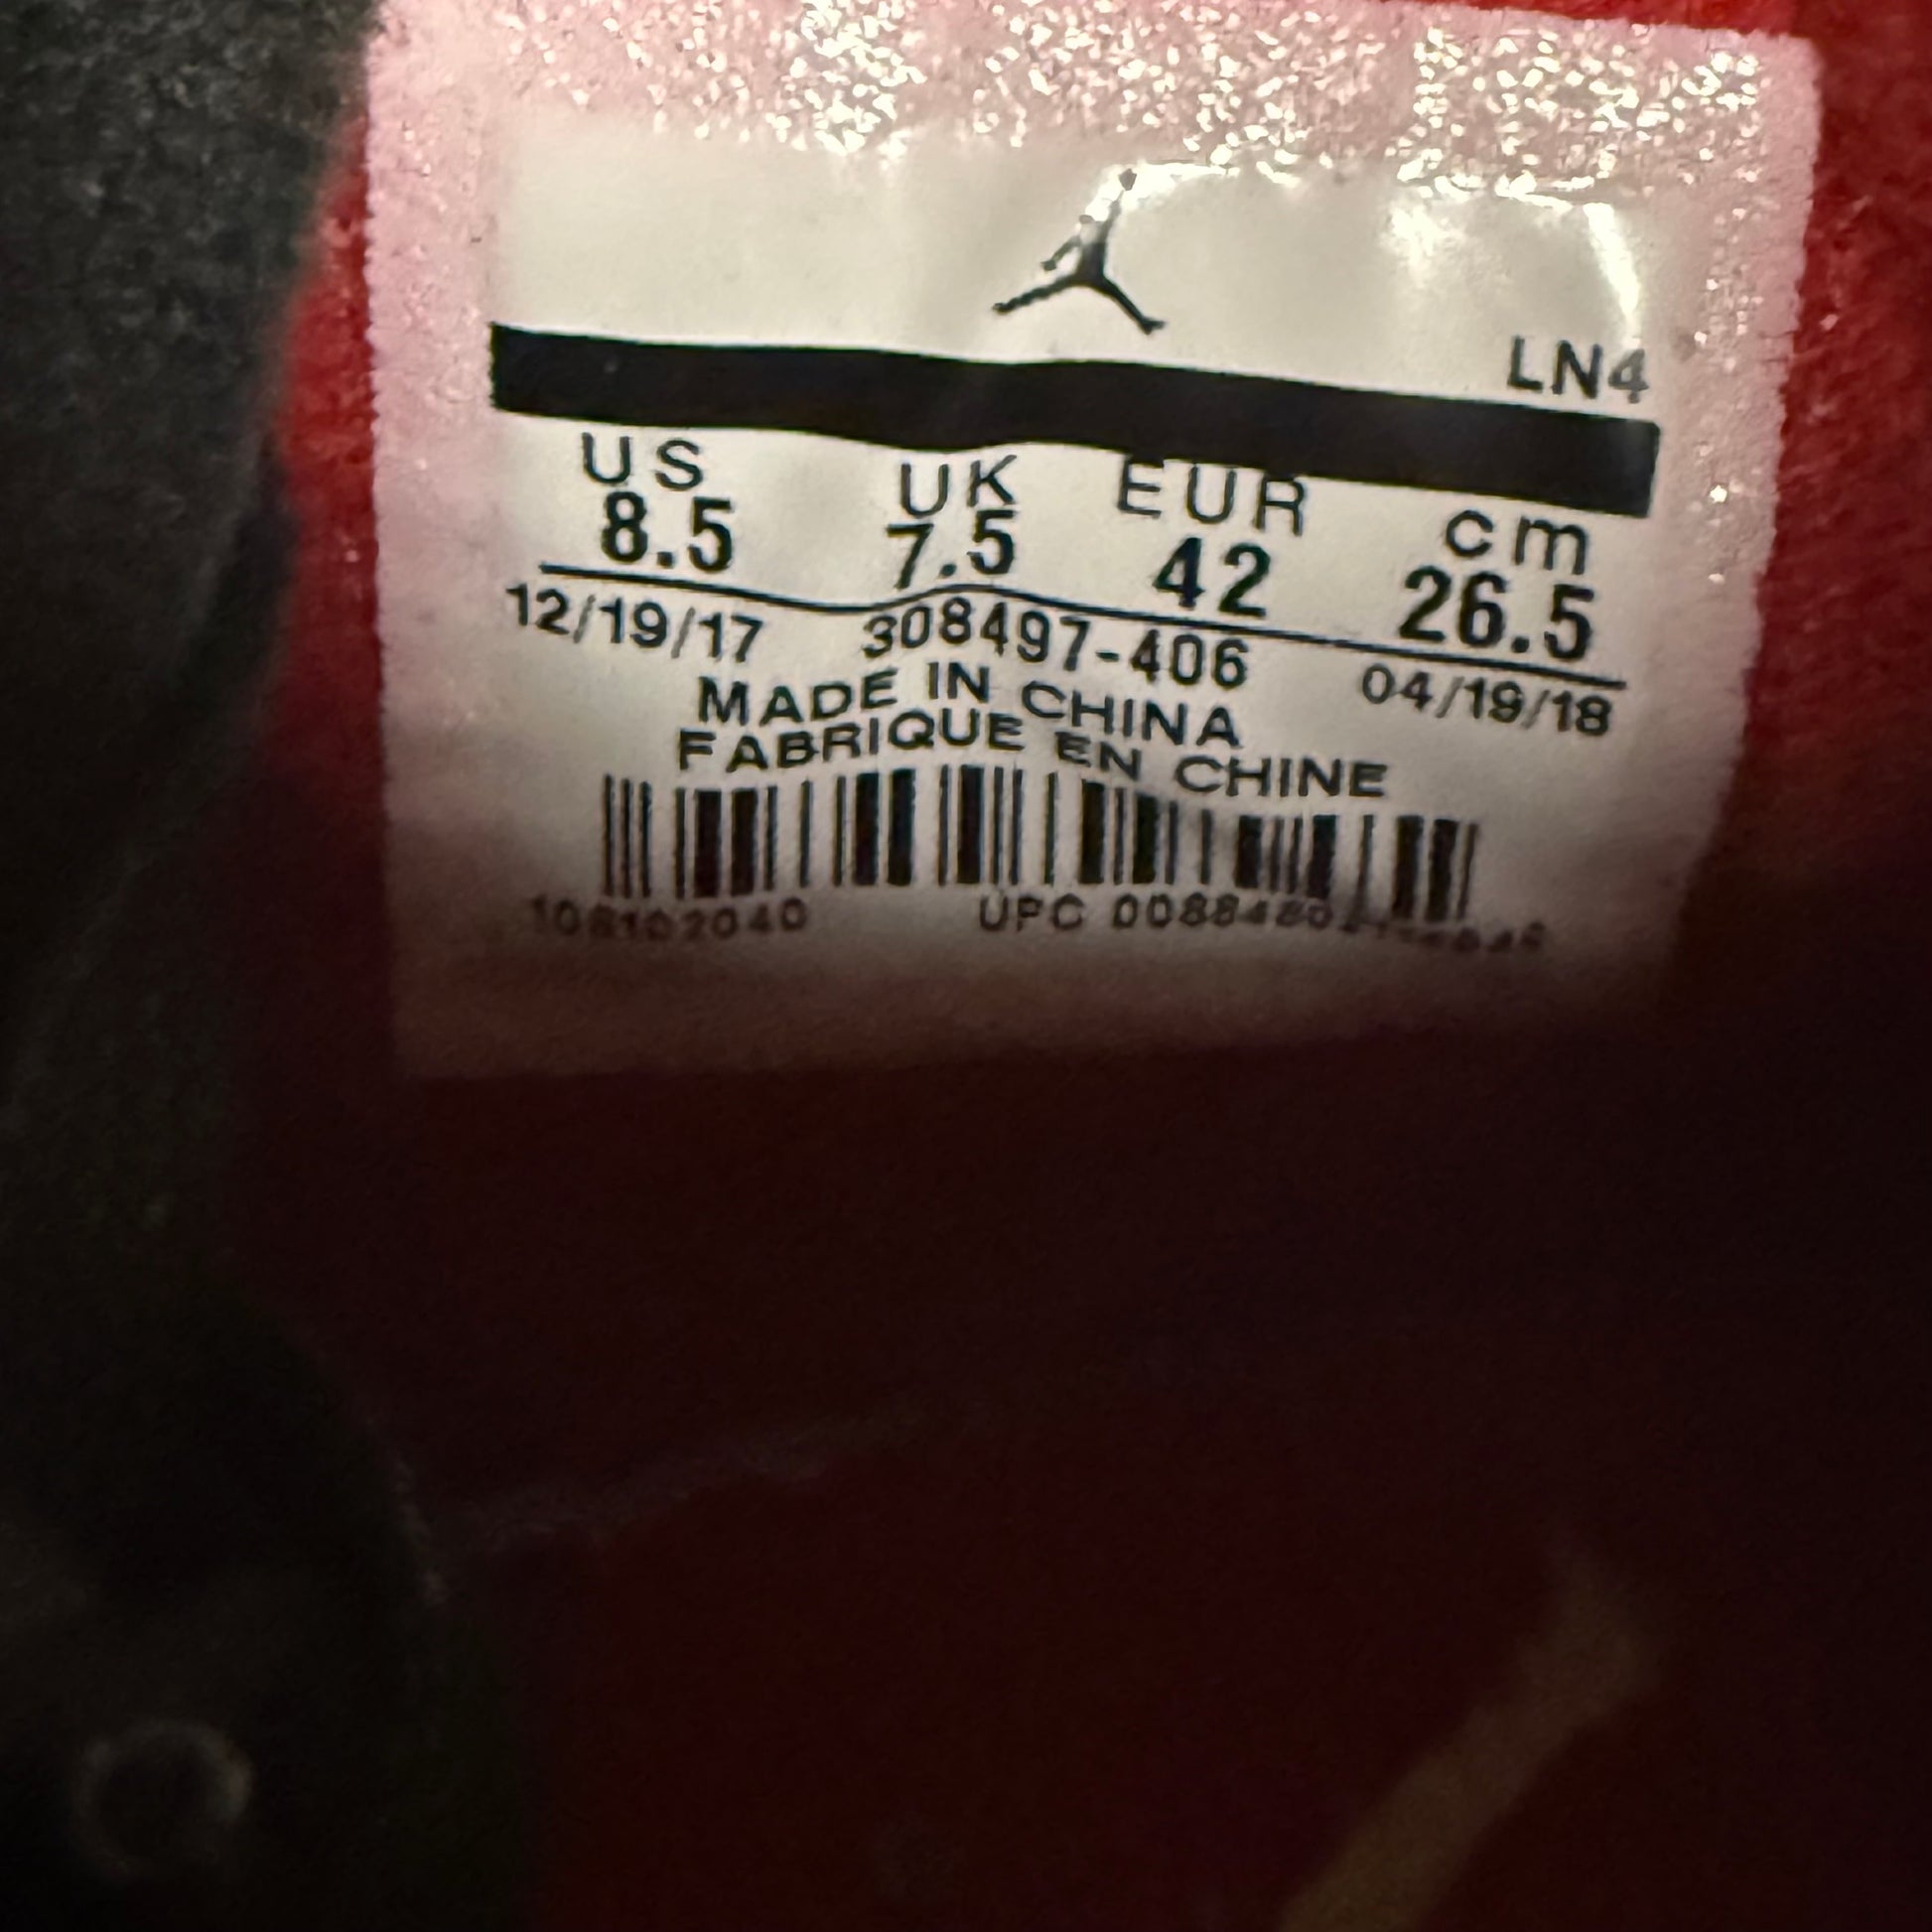 LN4
US UK EUR cm
8.5 7.5 42 26.5
12/19/17 308497-406 04/19/18
MADE IN CHINA
FABRIQUE EN CHINE
UPC